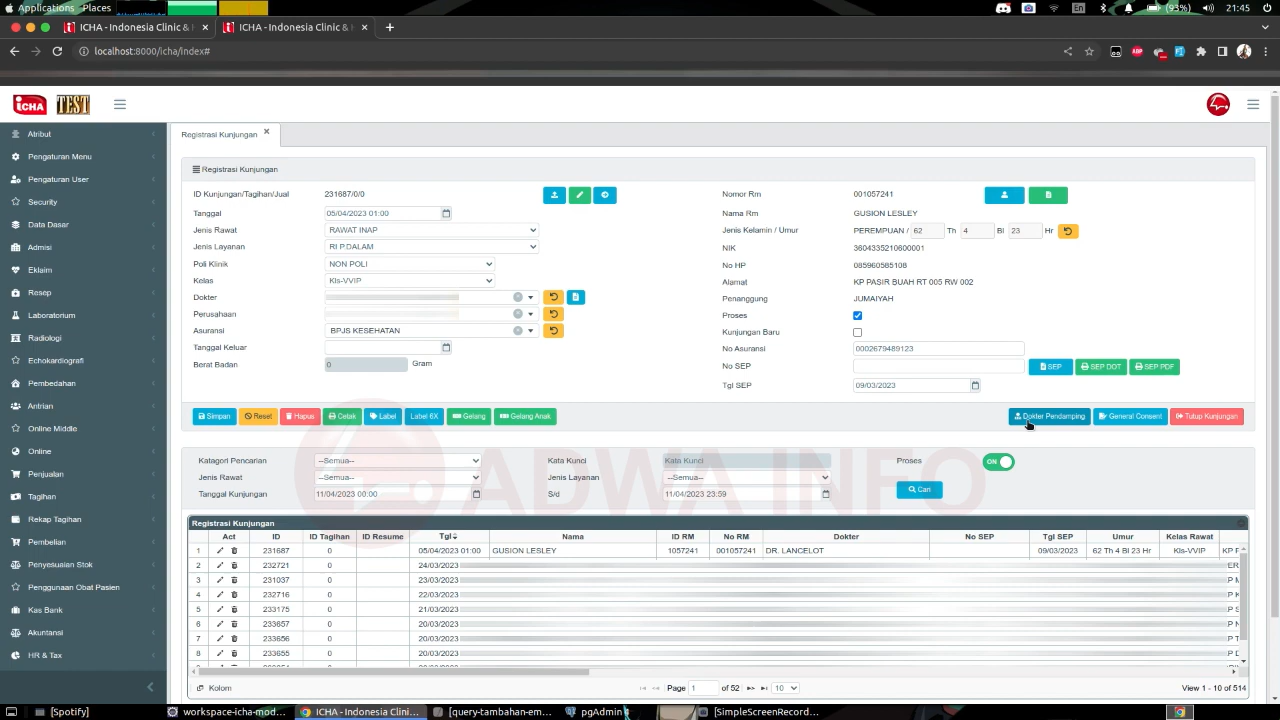 Applications Places En (93%) 21:45
ICHA - Indonesia Clinic & ICHA - Indonesia Clinic &
localhost:8000/icha/Index#
iCHA TEST
Registrasi Kunjungan
Atribut
Pengaturan Menu
Pengaturan User
Security
Data Dasar
Admisi
Eklaim
Resep
Laboratorium
Radiologi
Echokardiografi
Pembedahan
Antrian
Online Middle
Online
Penjualan
Tagihan
Rekap Tagihan
Pembelian
Penyesuaian Stok
Penggunaan Obat Pasien
Kas Bank
Akuntansi
HR & Tax
Registrasi Kunjungan
ID Kunjungan/Tagihan/Jual 231687/0/0
Tanggal 05/04/2023 01:00
Jenis Rawat RAWAT INAP
Jenis Layanan RI P.DALAM
Poli Klinik NON POLI
Kelas Kls-VVIP
Dokter
Perusahaan
Asuransi BPJS KESEHATAN
Tanggal Keluar
Berat Badan 0 Gram
Nomor Rm 001057241
Nama Rm GUSION LESLEY
Jenis Kelamin / Umur PEREMPUAN / 62 Th 4 Bl 23 Hr
NIK 3604335210600001
No HP 085960585108
Alamat KP PASIR BUAH RT 005 RW 002
Penanggung JUMAIYAH
Proses
Kunjungan Baru
No Asuransi 0002679489123
No SEP SEP SEP DOT SEP PDF
Tgl SEP 09/03/2023
Simpan Reset Hapus Cetak Label Label 6X Gelang Gelang Anak Dokter Pendamping General Consent Tutup Kunjungan
ADWA INFO
Katagori Pencarian --Semua-- Kata Kunci Kata Kunci Proses ON
Jenis Rawat --Semua-- Jenis Layanan --Semua--
Tanggal Kunjungan 11/04/2023 00:00 S/d 11/04/2023 23:59 Cari
Registrasi Kunjungan
Act ID ID Tagihan ID Resume Tgl Nama ID RM No RM Dokter No SEP Tgl SEP Umur Kelas Rawat
1 231687 0 05/04/2023 01:00 GUSION LESLEY 1057241 001057241 DR. LANCELOT 09/03/2023 62 Th 4 Bl 23 Hr Kls-VVIP
2 232721 0 24/03/2023
3 231037 0 23/03/2023
4 232716 0 22/03/2023
5 233175 0 21/03/2023
6 233657 0 20/03/2023
7 233656 0 20/03/2023
8 233655 0 20/03/2023
Kolom Page 1 of 52 10 View 1 - 10 of 514
[Spotify] workspace-icha-mod... ICHA - Indonesia Clini... [query-tambahan-em... pgAdmin [SimpleScreenRecord...